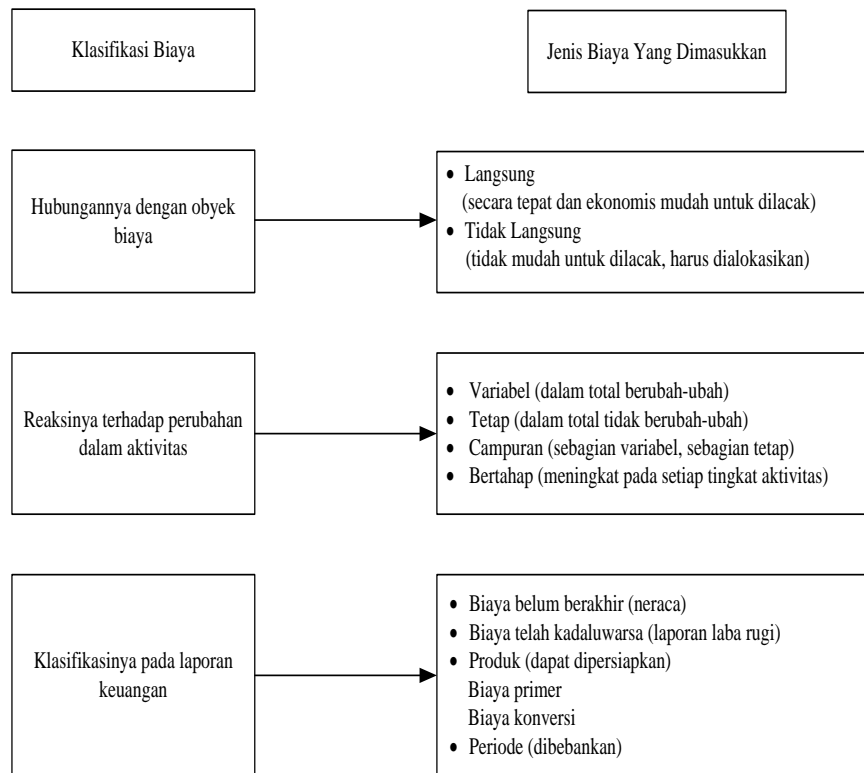 Klasifikasi Biaya
Jenis Biaya Yang Dimasukkan
Hubungannya dengan obyek
biaya
• Langsung
(secara tepat dan ekonomis mudah untuk dilacak)
• Tidak Langsung
(tidak mudah untuk dilacak, harus dialokasikan)
Reaksinya terhadap perubahan
dalam aktivitas
• Variabel (dalam total berubah-ubah)
• Tetap (dalam total tidak berubah-ubah)
• Campuran (sebagian variabel, sebagian tetap)
• Bertahap (meningkat pada setiap tingkat aktivitas)
Klasifikasinya pada laporan
keuangan
• Biaya belum berakhir (neraca)
• Biaya telah kadaluwarsa (laporan laba rugi)
• Produk (dapat dipersiapkan)
Biaya primer
Biaya konversi
• Periode (dibebankan)